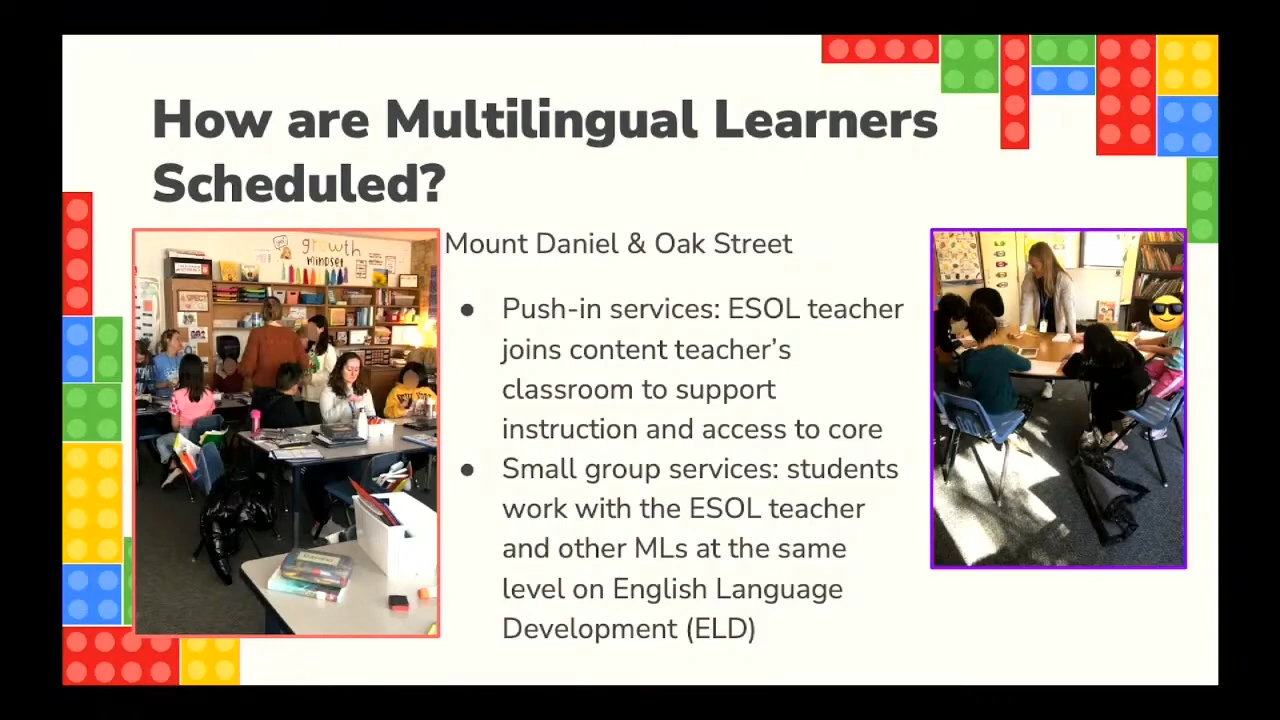 How are Multilingual Learners
Scheduled?
growth
mindset
Mount Daniel & Oak Street
● Push-in services: ESOL teacher
joins content teacher's
classroom to support
instruction and access to core
● Small group services: students
work with the ESOL teacher
and other MLs at the same
level on English Language
Development (ELD)